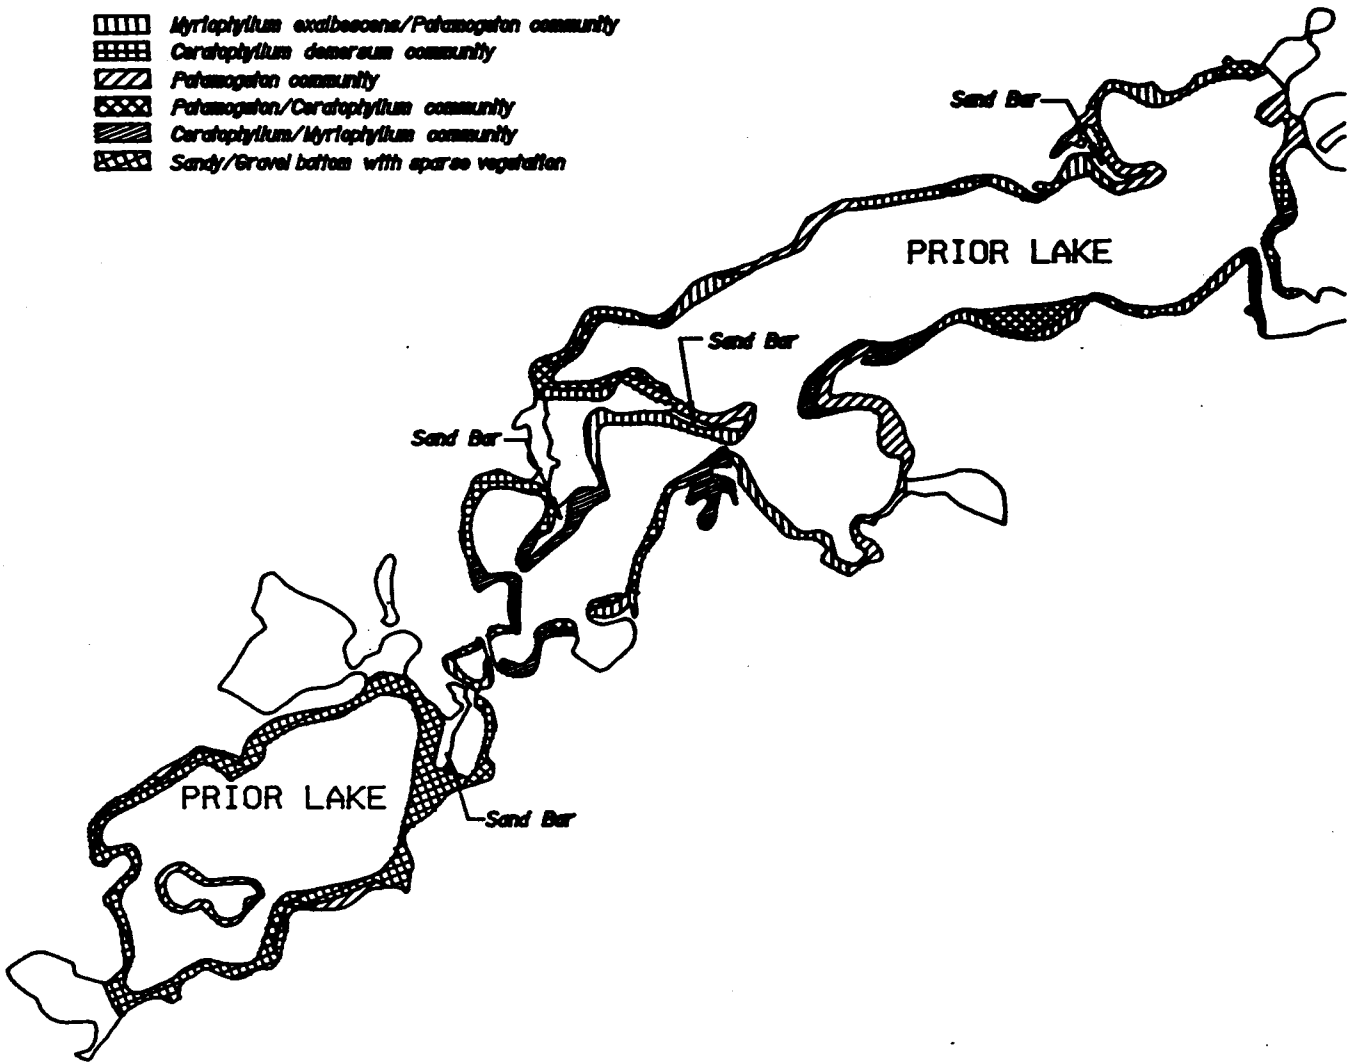 Myriophyllum exalbescens/Potamogeton community
Ceratophyllum demersum community
Potamogeton community
Potamogeton/Ceratophyllum community
Ceratophyllum/Myriophyllum community
Sandy/Gravel bottom with sparse vegetation
Sand Bar
PRIOR LAKE
Sand Bar
Sand Bar
PRIOR LAKE
Sand Bar